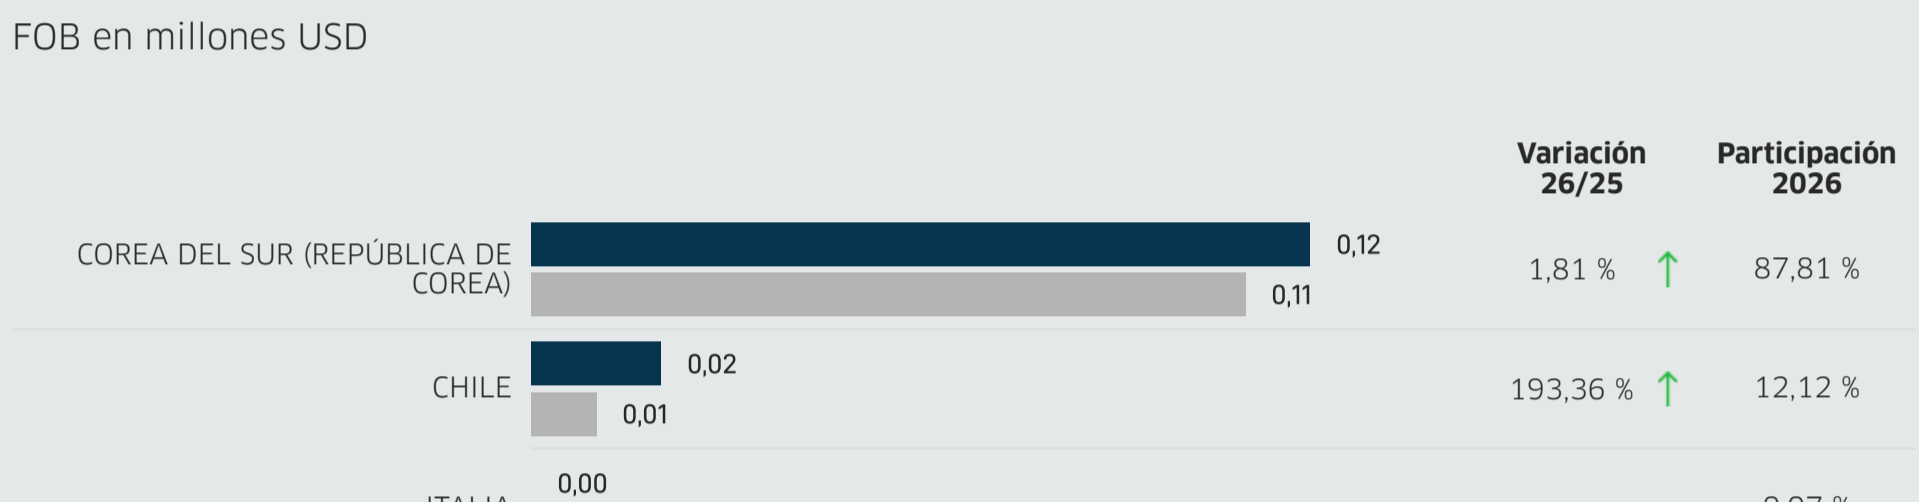 FOB en millones USD
Variación
26/25
Participación
2026
COREA DEL SUR (REPÚBLICA DE
COREA)
0,12
0,11
1,81 %
87,81 %
CHILE
0,02
0,01
193,36 %
12,12 %
0,00